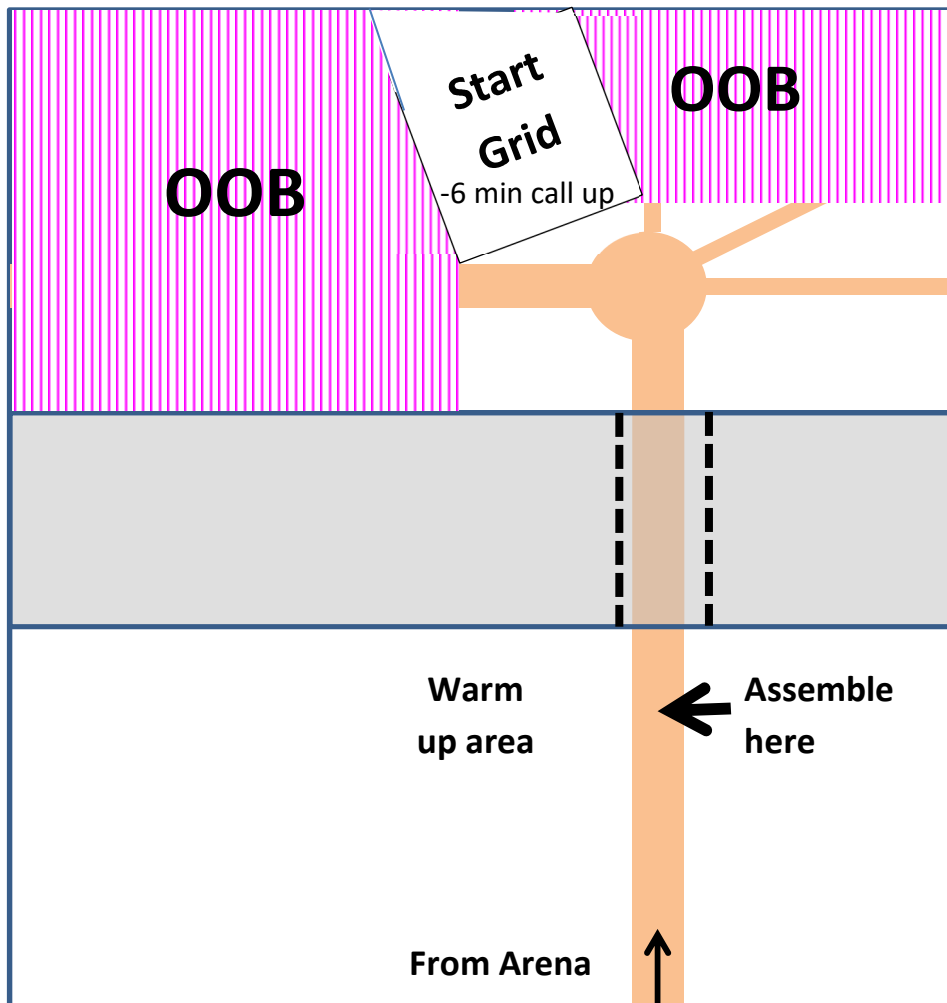 Start
Grid
-6 min call up
OOB
OOB
Warm
up area
Assemble
here
From Arena